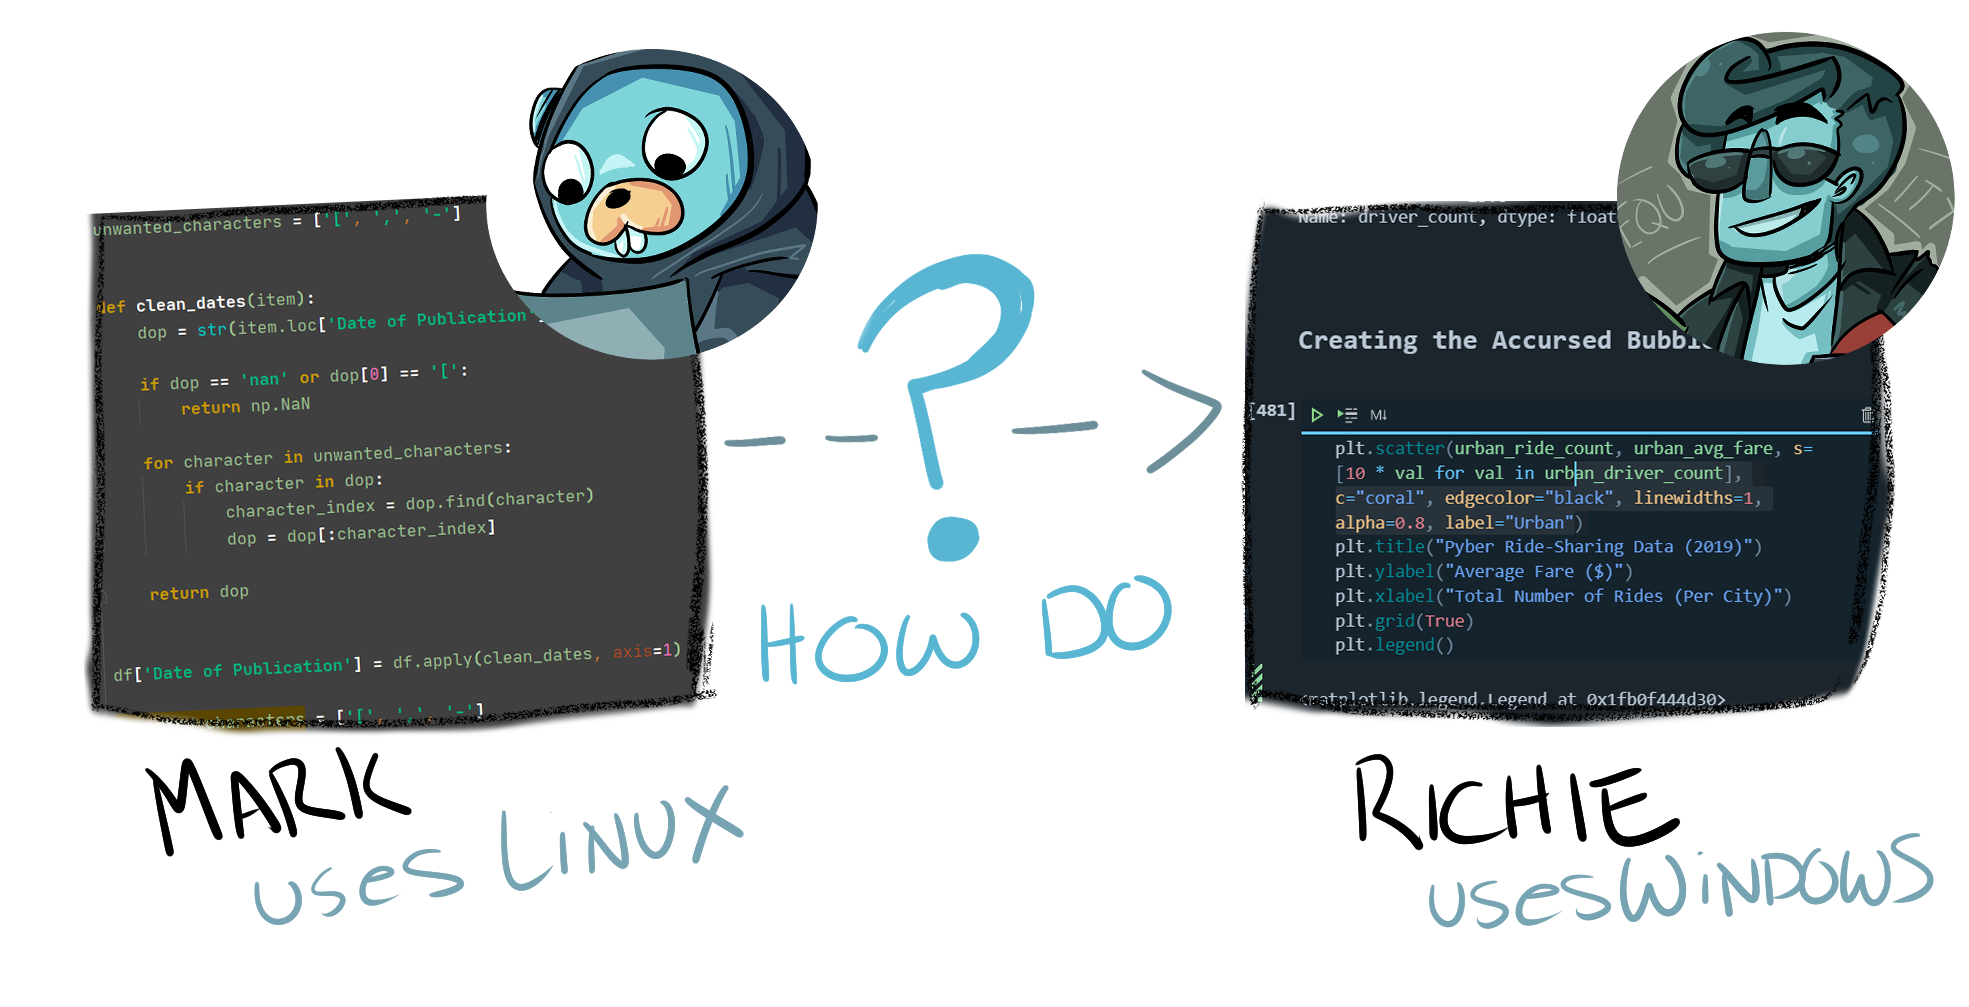 unwanted_characters = ['[', ',', '-']
def clean_dates(item):
dop = str(item.loc['Date of Publication'
if dop == 'nan' or dop[0] == '[':
return np.NaN
for character in unwanted_characters:
if character in dop:
character_index = dop.find(character)
dop = dop[:character_index]
return dop
df['Date of Publication'] = df.apply(clean_dates, axis=1)
= ['[', ',', '-']
MARK
uses LINUX
?
HOW DO
Name: driver_count, dtype: float
Creating the Accursed Bubble
[481]
M↓
plt.scatter(urban_ride_count, urban_avg_fare, s=
[10 * val for val in urban_driver_count],
c="coral", edgecolor="black", linewidths=1,
alpha=0.8, label="Urban")
plt.title("Pyber Ride-Sharing Data (2019)")
plt.ylabel("Average Fare ($)")
plt.xlabel("Total Number of Rides (Per City)")
plt.grid(True)
plt.legend()
<matplotlib.legend.Legend at 0x1fb0f444d30>
RICHIE
uses WINDOWS